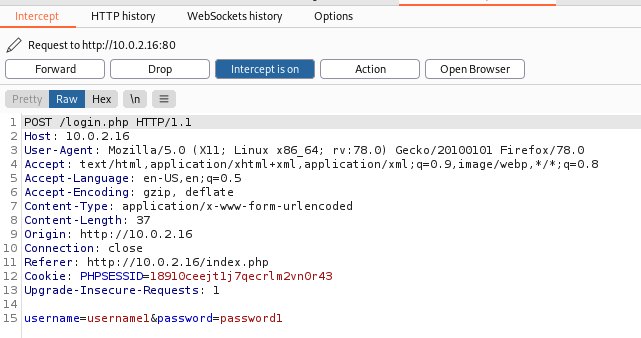 Intercept HTTP history WebSockets history Options
Request to http://10.0.2.16:80
Forward Drop Intercept is on Action Open Browser
Pretty Raw Hex \n ≡
1 POST /login.php HTTP/1.1
2 Host: 10.0.2.16
3 User-Agent: Mozilla/5.0 (X11; Linux x86_64; rv:78.0) Gecko/20100101 Firefox/78.0
4 Accept: text/html,application/xhtml+xml,application/xml;q=0.9,image/webp,*/*;q=0.8
5 Accept-Language: en-US,en;q=0.5
6 Accept-Encoding: gzip, deflate
7 Content-Type: application/x-www-form-urlencoded
8 Content-Length: 37
9 Origin: http://10.0.2.16
10 Connection: close
11 Referer: http://10.0.2.16/index.php
12 Cookie: PHPSESSID=18910ceejt1j7qecrlm2vn0r43
13 Upgrade-Insecure-Requests: 1
14
15 username=username1&password=password1